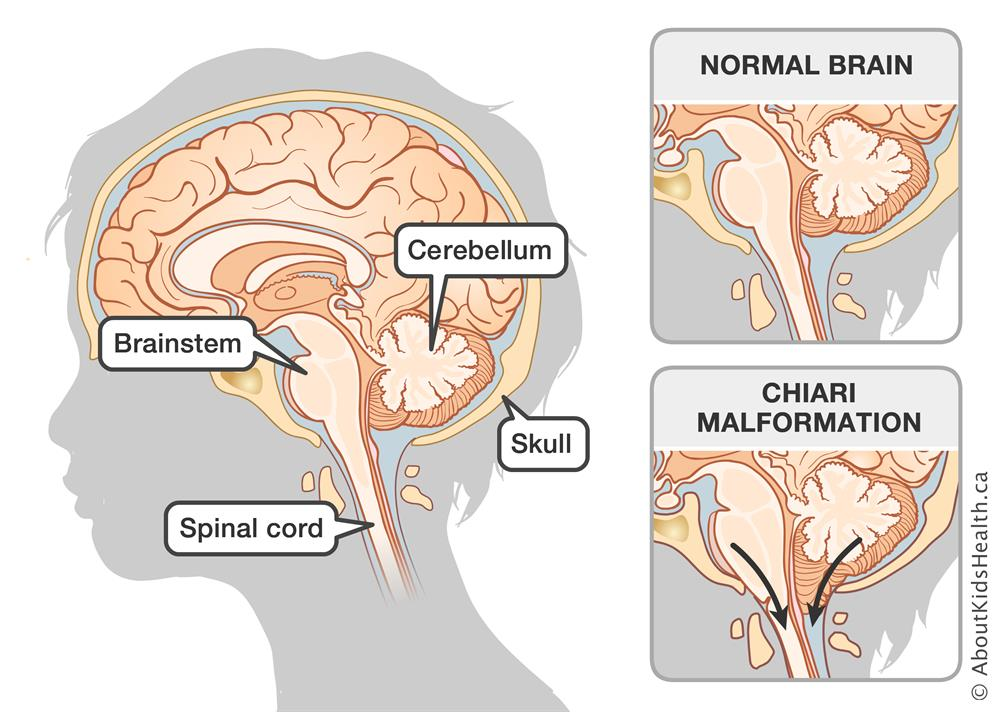 Cerebellum
Brainstem
Skull
Spinal cord
NORMAL BRAIN
CHIARI
MALFORMATION
© AboutKidsHealth.ca